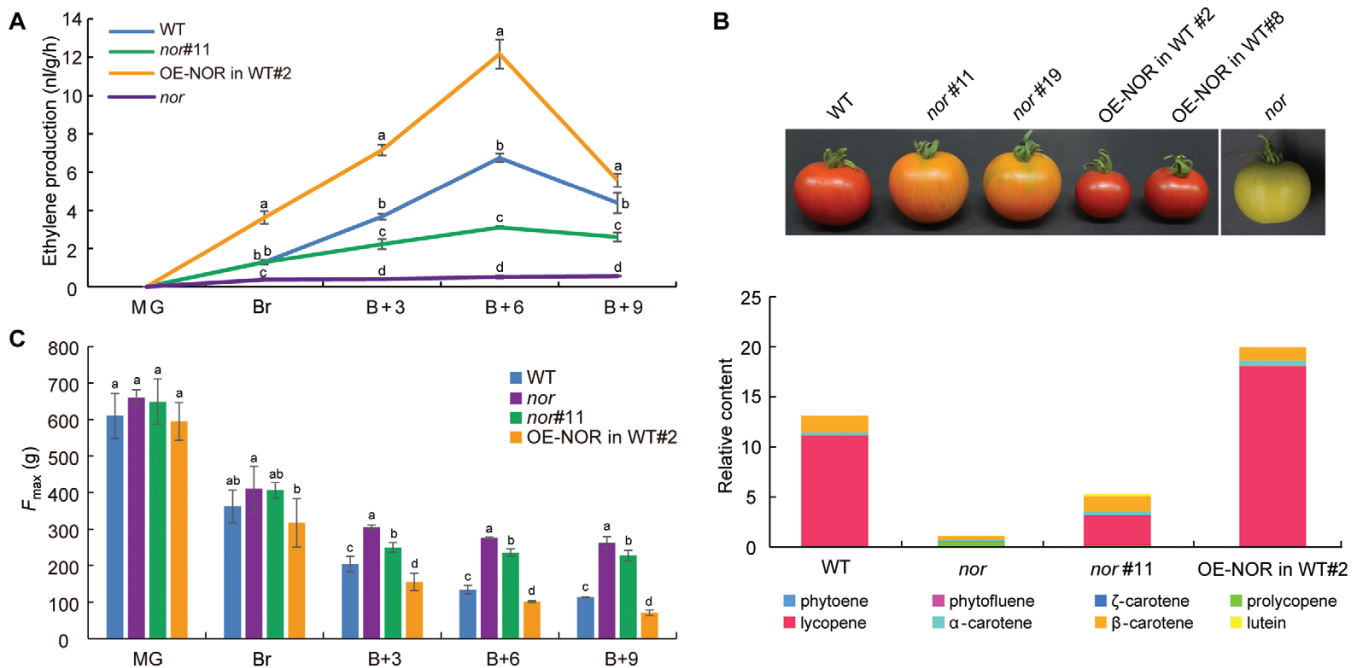 A
Ethylene production (nl/g/h)
14
12
10
8
6
4
2
0
WT
nor#11
OE-NOR in WT#2
nor
a
b b
c
a
b
c
d
a
b
c
d
a
b
c
d
MG
Br
B+3
B+6
B+9
B
WT
nor #11
nor #19
OE-NOR in WT #2
OE-NOR in WT#8
nor
Relative content
25
20
15
10
5
0
WT
nor
nor #11
OE-NOR in WT#2
phytoene
phytofluene
ζ-carotene
prolycopene
lycopene
α-carotene
β-carotene
lutein
C
Fmax (g)
800
700
600
500
400
300
200
100
0
WT
nor
nor#11
OE-NOR in WT#2
a a a a
ab a ab b
c a b d
c a b d
c a b d
MG
Br
B+3
B+6
B+9